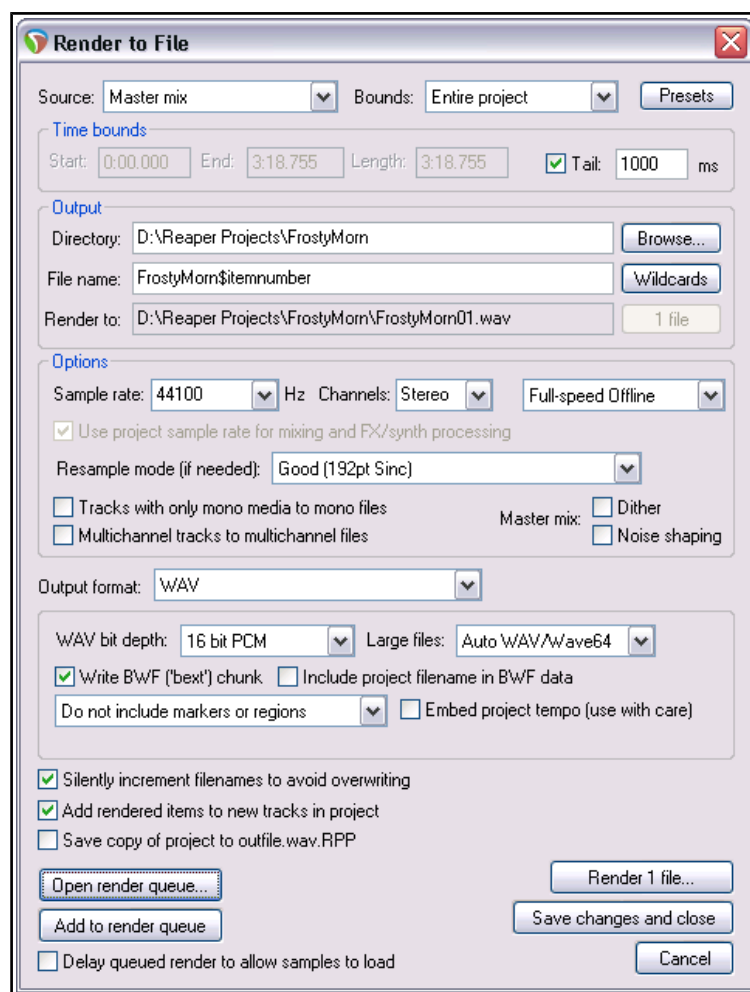 Render to File
Source: Master mix Bounds: Entire project Presets
Time bounds
Start: 0:00.000 End: 3:18.755 Length: 3:18.755 Tail: 1000 ms
Output
Directory: D:\Reaper Projects\FrostyMorn Browse...
File name: FrostyMorn$itemnumber Wildcards
Render to: D:\Reaper Projects\FrostyMorn\FrostyMorn01.wav 1 file
Options
Sample rate: 44100 Hz Channels: Stereo Full-speed Offline
Use project sample rate for mixing and FX/synth processing
Resample mode (if needed): Good (192pt Sinc)
Tracks with only mono media to mono files
Multichannel tracks to multichannel files
Master mix:
Dither
Noise shaping
Output format: WAV
WAV bit depth: 16 bit PCM Large files: Auto WAV/Wave64
Write BWF ('bext') chunk Include project filename in BWF data
Do not include markers or regions Embed project tempo (use with care)
Silently increment filenames to avoid overwriting
Add rendered items to new tracks in project
Save copy of project to outfile.wav.RPP
Open render queue... Render 1 file...
Add to render queue Save changes and close
Delay queued render to allow samples to load Cancel